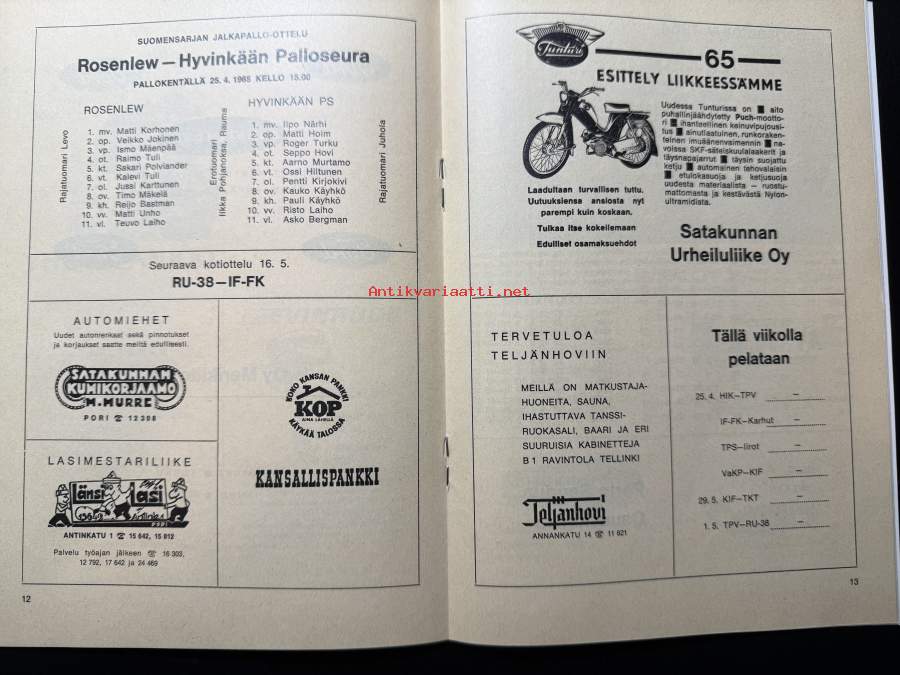 SUOMENSARJAN JALKAPALLO-OTTELU
Rosenlew — Hyvinkään Palloseura
PALLOKENTÄLLÄ 25. 4. 1965 KELLO 15.00
ROSENLEW
1. mv. Matti Korhonen
2. op. Veikko Jokinen
3. vp. Ismo Mäenpää
4. ot. Raimo Tuli
5. kt. Sakari Polviander
6. vt. Kalevi Tuli
7. ol. Jussi Karttunen
8. ov. Timo Mäkelä
9. kh. Reijo Bastman
10. vv. Matti Unho
11. vl. Teuvo Laiho
Rajatuomari Levo
Erotuomari
Ilkka Pohjanoksa, Rauma
HYVINKÄÄN PS
1. mv. Ilpo Närhi
2. op. Matti Hoim
3. vp. Roger Turku
4. ot. Seppo Hovi
5. kt. Aarno Murtamo
6. vt. Ossi Hiltunen
7. ol. Pentti Kirjokivi
8. ov. Kauko Käyhkö
9. kh. Pauli Käyhkö
10. vv. Risto Laiho
11. vl. Asko Bergman
Rajatuomari Juhola
Seuraava kotiottelu 16. 5.
RU-38—IF-FK
AUTOMIEHET
Uudet autonrenkaat sekä pinnoitukset
ja korjaukset saatte meiltä edullisesti.
SATAKUNNAN
KUMIKORJAAMO
M. MURRE
PORI ☎ 12398
LASIMESTARILIIKE
Länsi Lasi
PORI
ANTINKATU 1 ☎ 15 642, 15 812
Palvelu työajan jälkeen ☎ 16 303,
12 792, 17 642 ja 24 469
KOKO KANSAN PANKKI
KOP
AINA LÄHELLÄ
KÄYKÄÄ TALOSSA
KANSALLISPANKKI
12
Tunturi
65
ESITTELY LIIKKEESSÄMME
Uudessa Tunturissa on ■ aito
puhallinjäähdytetty Puch-mootto-
ri ■ ihanteellinen keinuvipujousi-
tus ■ ainutlaatuinen, runkoraken-
teinen imuäänenvaimennin ■ na-
voissa SKF-säteiskuulalaakerit ja
täysnapajarrut ■ täysin suojattu
ketju ■ automainen tehovalaisin
■ etulokasuoja ja ketjusuoja
uudesta materiaalista — ruostu-
mattomasta ja kestävästä Nylon-
ultramidista.
Laadultaan turvallisen tuttu.
Uutuuksiensa ansiosta nyt
parempi kuin koskaan.
Tulkaa itse kokeilemaan
Edulliset osamaksuehdot
Satakunnan
Urheiluliike Oy
Antikvariaatti.net
TERVETULOA
TELJÄNHOVIIN
MEILLÄ ON MATKUSTAJA-
HUONEITA, SAUNA,
IHASTUTTAVA TANSSI-
RUOKASALI, BAARI JA ERI
SUURUISIA KABINETTEJA
B 1 RAVINTOLA TELLINKI
Teljänhovi
ANNANKATU 14 ☎ 11 821
Tällä viikolla
pelataan
25. 4. HIK—TPV –
IF-FK—Karhut –
TPS—Iirot –
VaKP—KIF –
29. 5. KIF—TKT –
1. 5. TPV—RU-38 –
13